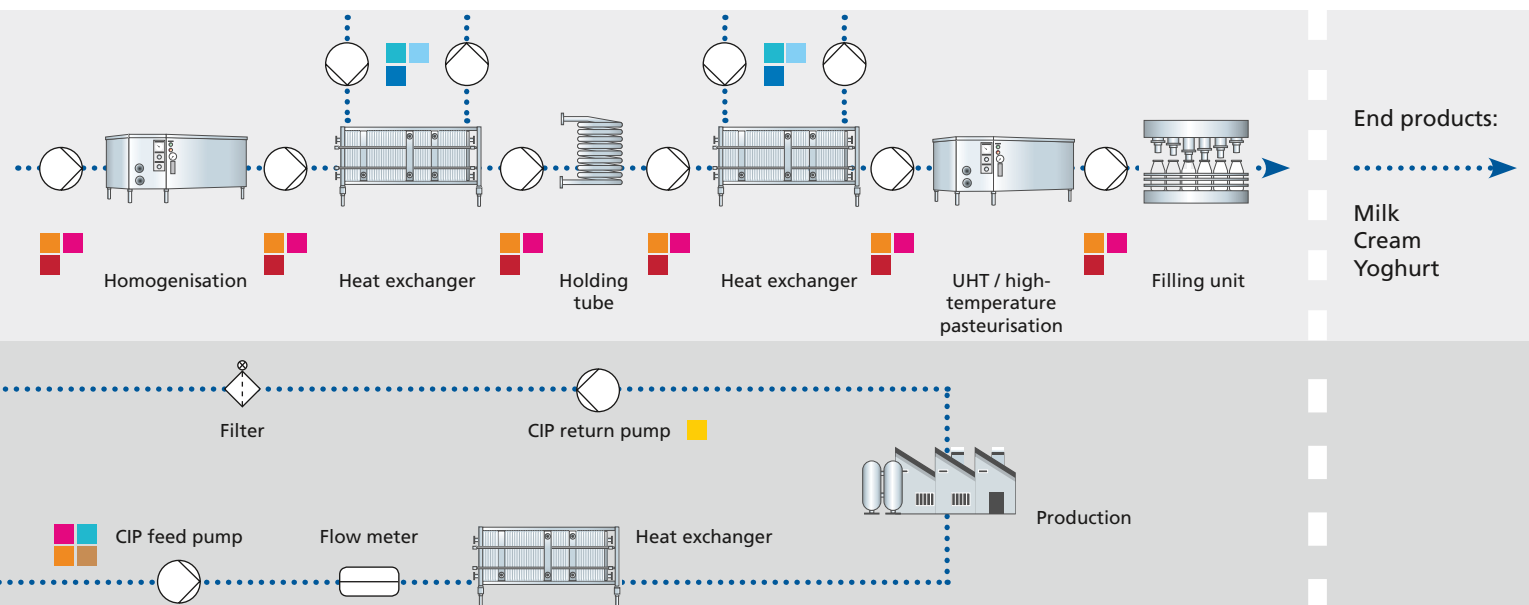 End products:
Milk
Cream
Yoghurt
Homogenisation
Heat exchanger
Holding
tube
Heat exchanger
UHT / high-
temperature
pasteurisation
Filling unit
Filter
CIP return pump
Production
CIP feed pump
Flow meter
Heat exchanger